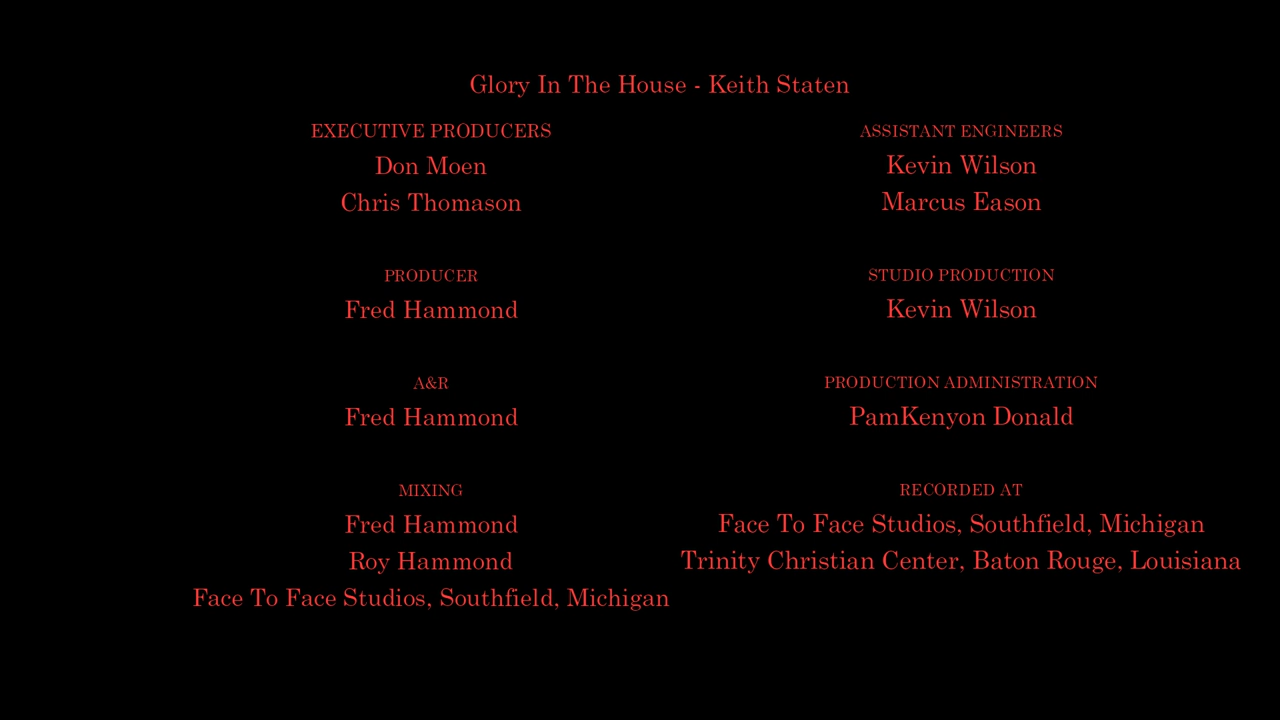 Glory In The House - Keith Staten
EXECUTIVE PRODUCERS
Don Moen
Chris Thomason
PRODUCER
Fred Hammond
A&R
Fred Hammond
MIXING
Fred Hammond
Roy Hammond
Face To Face Studios, Southfield, Michigan
ASSISTANT ENGINEERS
Kevin Wilson
Marcus Eason
STUDIO PRODUCTION
Kevin Wilson
PRODUCTION ADMINISTRATION
PamKenyon Donald
RECORDED AT
Face To Face Studios, Southfield, Michigan
Trinity Christian Center, Baton Rouge, Louisiana